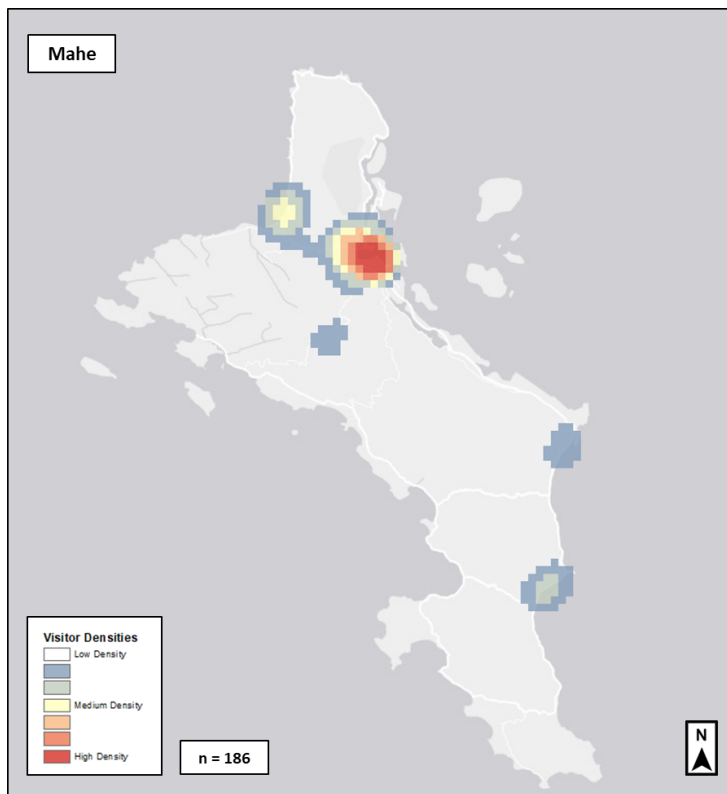 Mahe
Visitor Densities
Low Density
Medium Density
High Density
n = 186
N